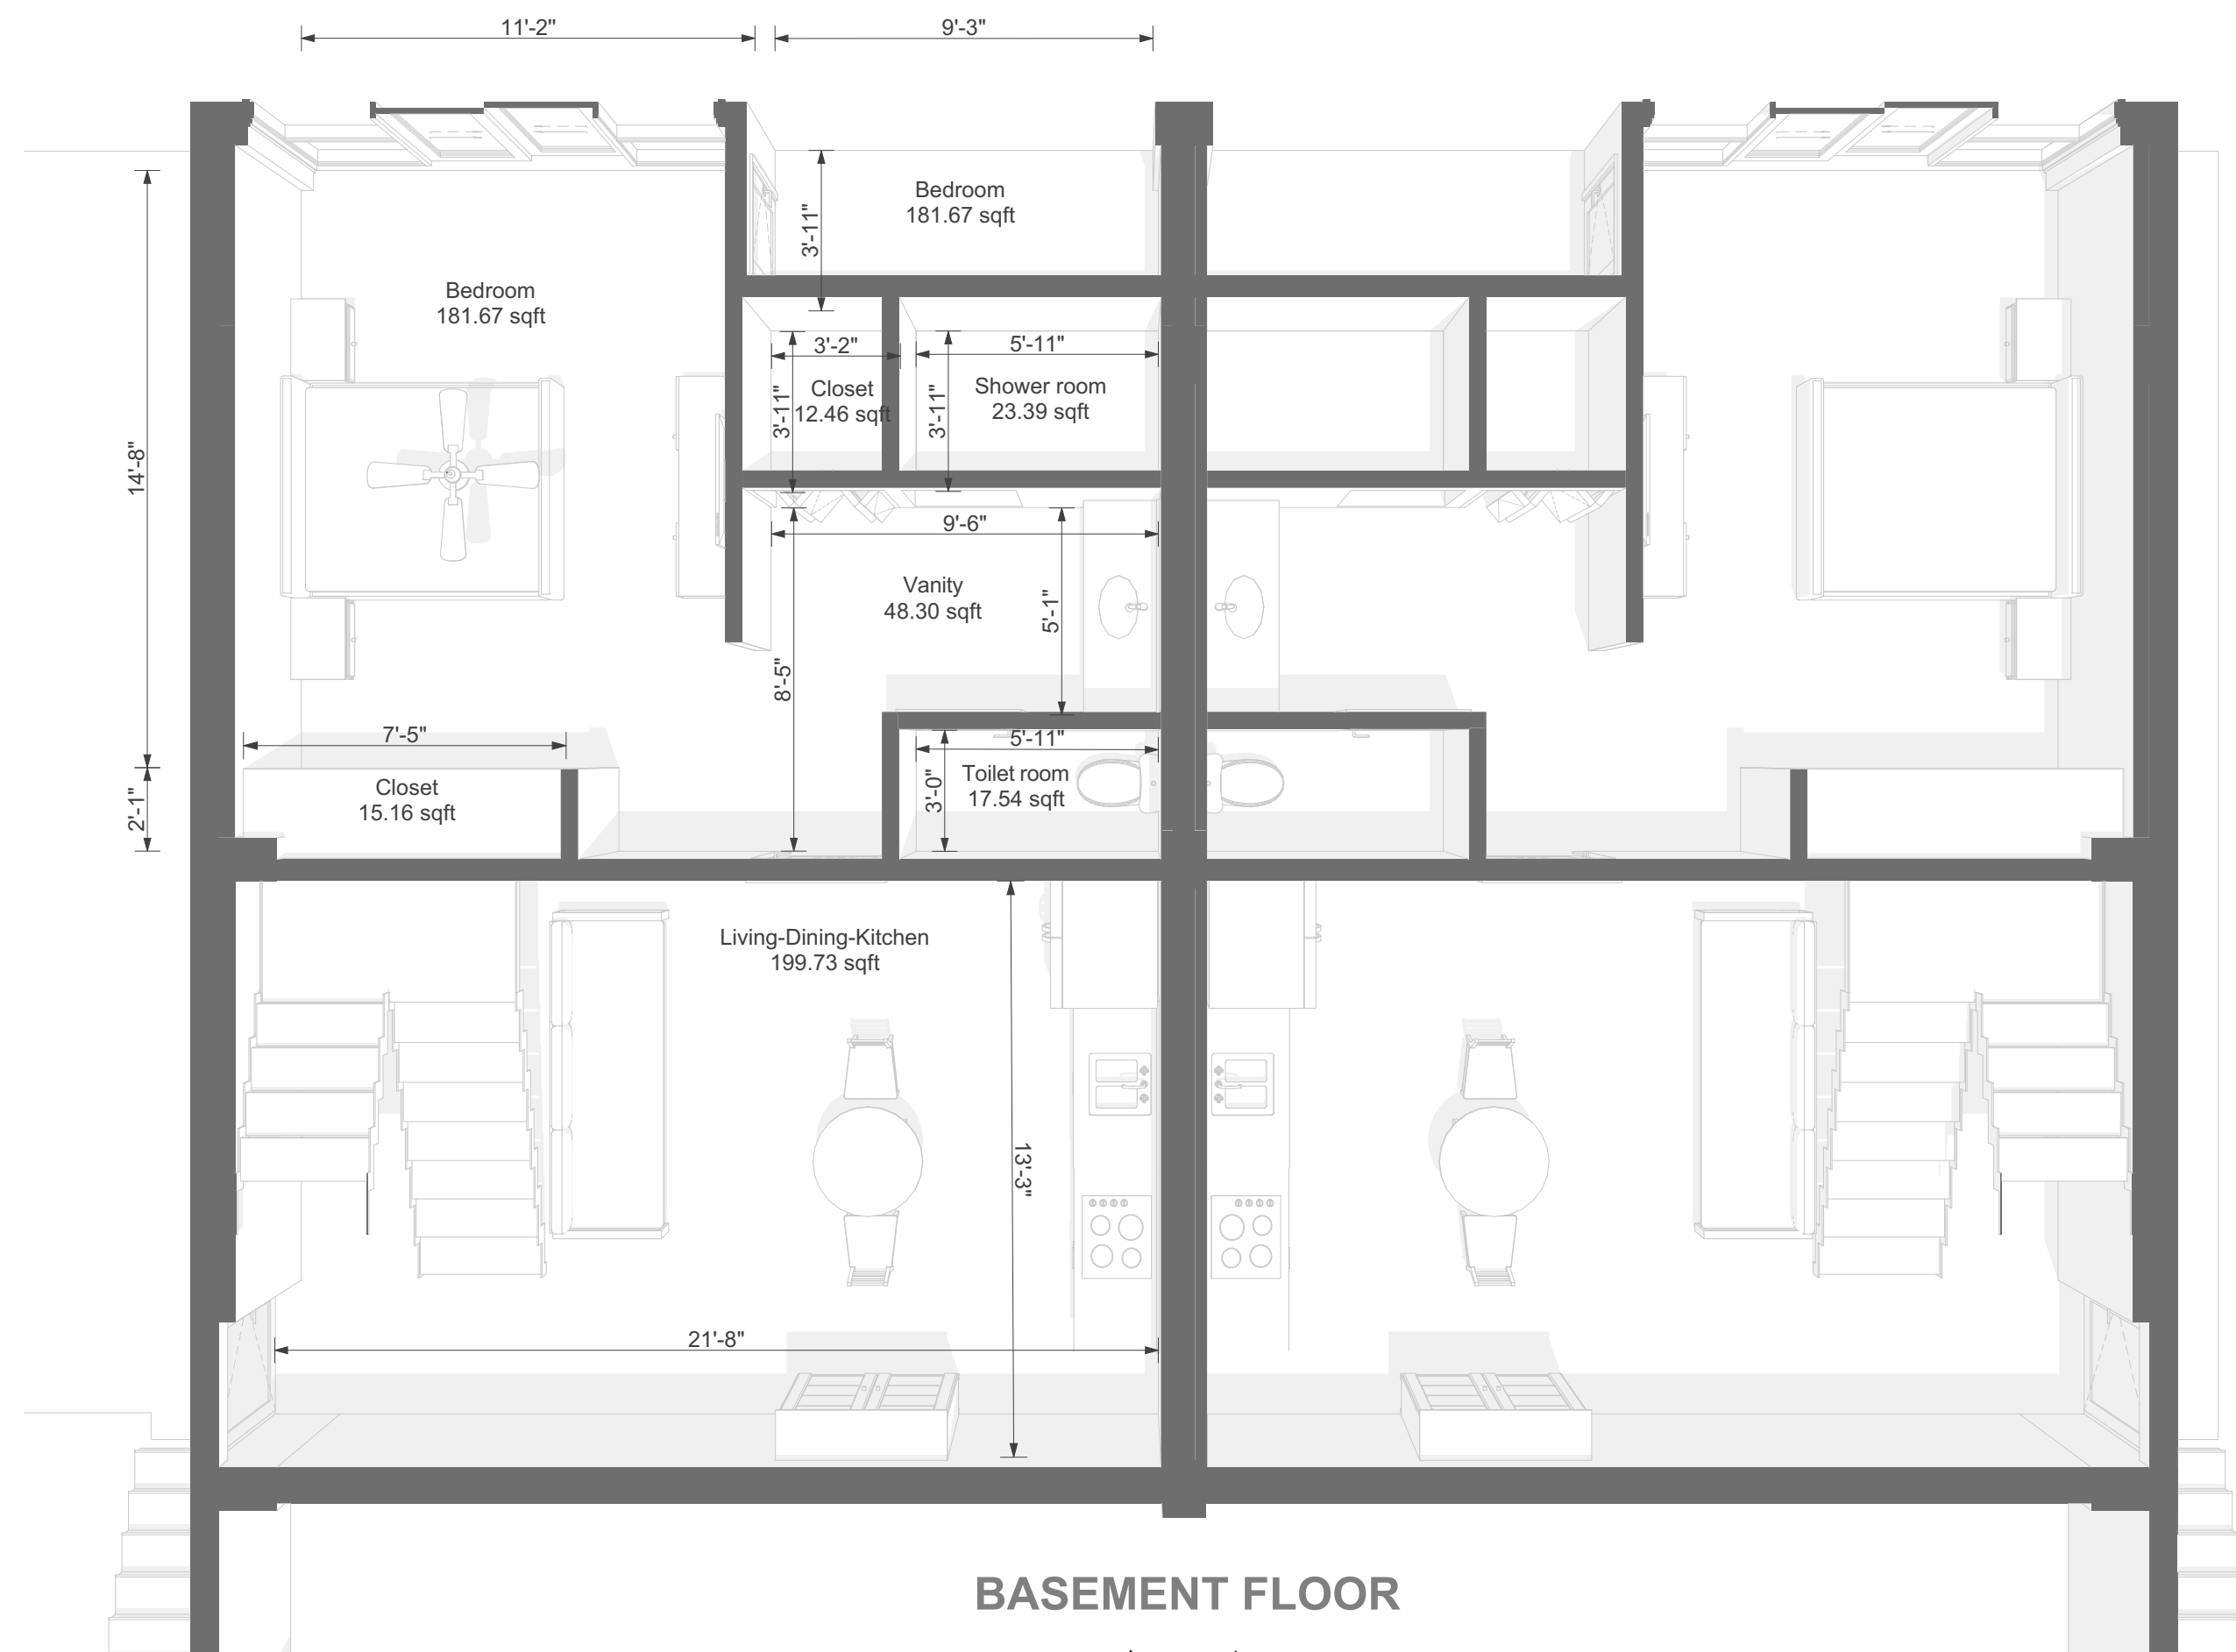 11'-2"
9'-3"
3'-11"
Bedroom
181.67 sqft
Bedroom
181.67 sqft
14'-8"
3'-2"
5'-11"
3'-11"
Closet
12.46 sqft
3'-11"
Shower room
23.39 sqft
9'-6"
Vanity
48.30 sqft
5'-1"
8'-5"
7'-5"
5'-11"
2'-1"
Closet
15.16 sqft
3'-0"
Toilet room
17.54 sqft
Living-Dining-Kitchen
199.73 sqft
13'-3"
21'-8"
BASEMENT FLOOR